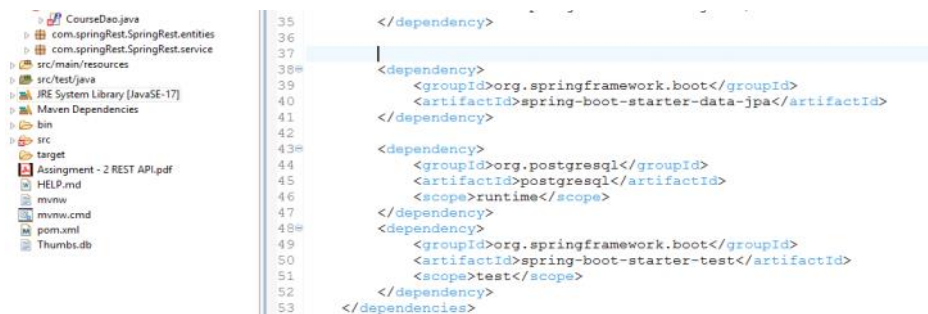 CourseDao.java
com.springRest.SpringRest.entities
com.springRest.SpringRest.service
src/main/resources
src/test/java
JRE System Library [JavaSE-17]
Maven Dependencies
bin
src
target
Assingment - 2 REST API.pdf
HELP.md
mvnw
mvnw.cmd
pom.xml
Thumbs.db
35 </dependency>
36
37
38 <dependency>
39 <groupId>org.springframework.boot</groupId>
40 <artifactId>spring-boot-starter-data-jpa</artifactId>
41 </dependency>
42
43 <dependency>
44 <groupId>org.postgresql</groupId>
45 <artifactId>postgresql</artifactId>
46 <scope>runtime</scope>
47 </dependency>
48 <dependency>
49 <groupId>org.springframework.boot</groupId>
50 <artifactId>spring-boot-starter-test</artifactId>
51 <scope>test</scope>
52 </dependency>
53 </dependencies>